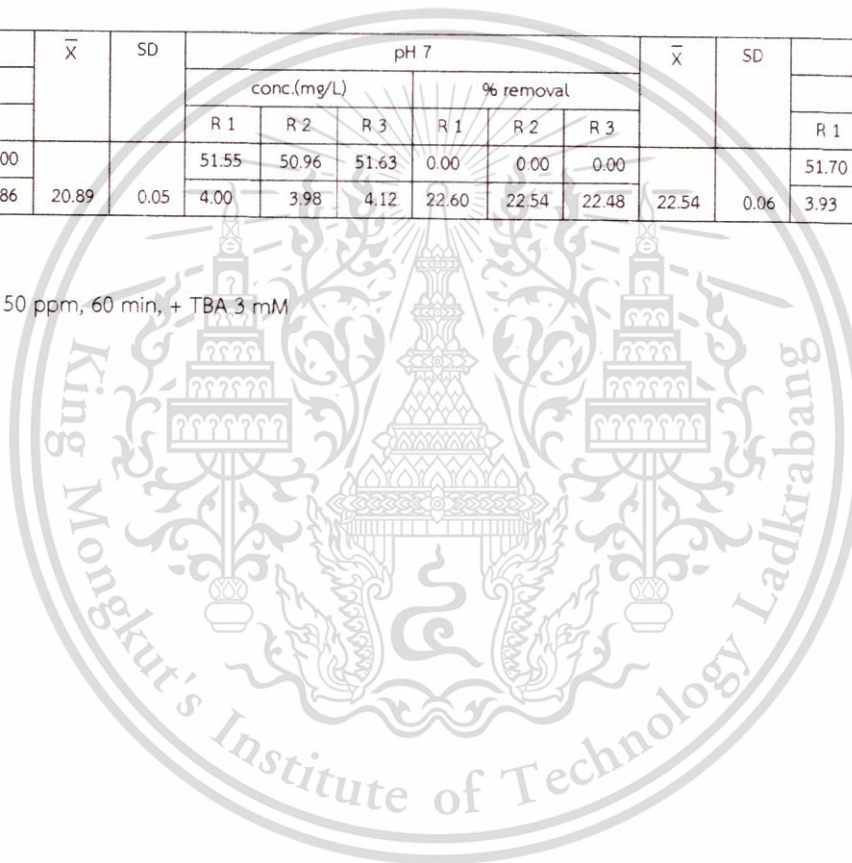 X̄ SD pH 7 X̄ SD
conc.(mg/L) % removal
R 1 R 2 R 3 R 1 R 2 R 3 R 1
00 51.55 50.96 51.63 0.00 0.00 0.00 51.70
86 20.89 0.05 4.00 3.98 4.12 22.60 22.54 22.48 22.54 0.06 3.93
50 ppm, 60 min, + TBA 3 mM
King Mongkut's Institute of Technology Ladkrabang